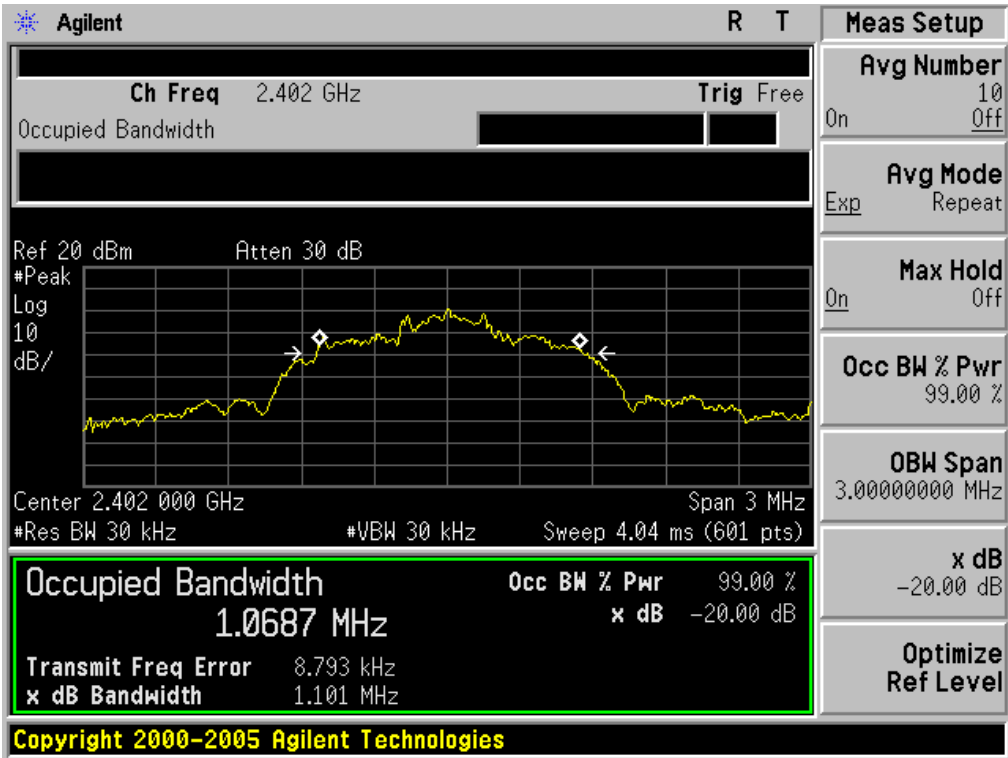 Agilent R T
Ch Freq 2.402 GHz Trig Free
Occupied Bandwidth
Ref 20 dBm Atten 30 dB
#Peak
Log
10
dB/
Center 2.402 000 GHz Span 3 MHz
#Res BW 30 kHz #VBW 30 kHz Sweep 4.04 ms (601 pts)
Occupied Bandwidth Occ BW % Pwr 99.00 %
1.0687 MHz x dB -20.00 dB
Transmit Freq Error 8.793 kHz
x dB Bandwidth 1.101 MHz
Copyright 2000-2005 Agilent Technologies
Meas Setup
Avg Number
10
On Off
Avg Mode
Exp Repeat
Max Hold
On Off
Occ BW % Pwr
99.00 %
OBW Span
3.00000000 MHz
x dB
-20.00 dB
Optimize
Ref Level